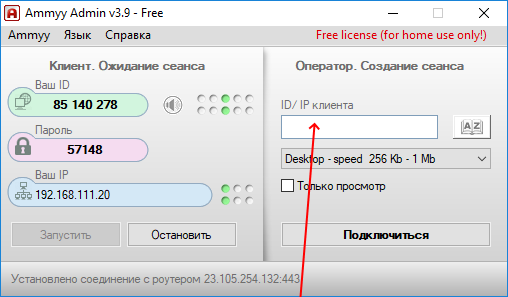 Ammyy Admin v3.9 - Free
Ammyy Язык Справка Free license (for home use only!)
Клиент. Ожидание сеанса
Ваш ID
85 140 278
Пароль
57148
Ваш IP
192.168.111.20
Запустить Остановить
Оператор. Создание сеанса
ID/ IP клиента
AZ
Desktop - speed 256 Kb - 1 Mb
Только просмотр
Подключиться
Установлено соединение с роутером 23.105.254.132:443